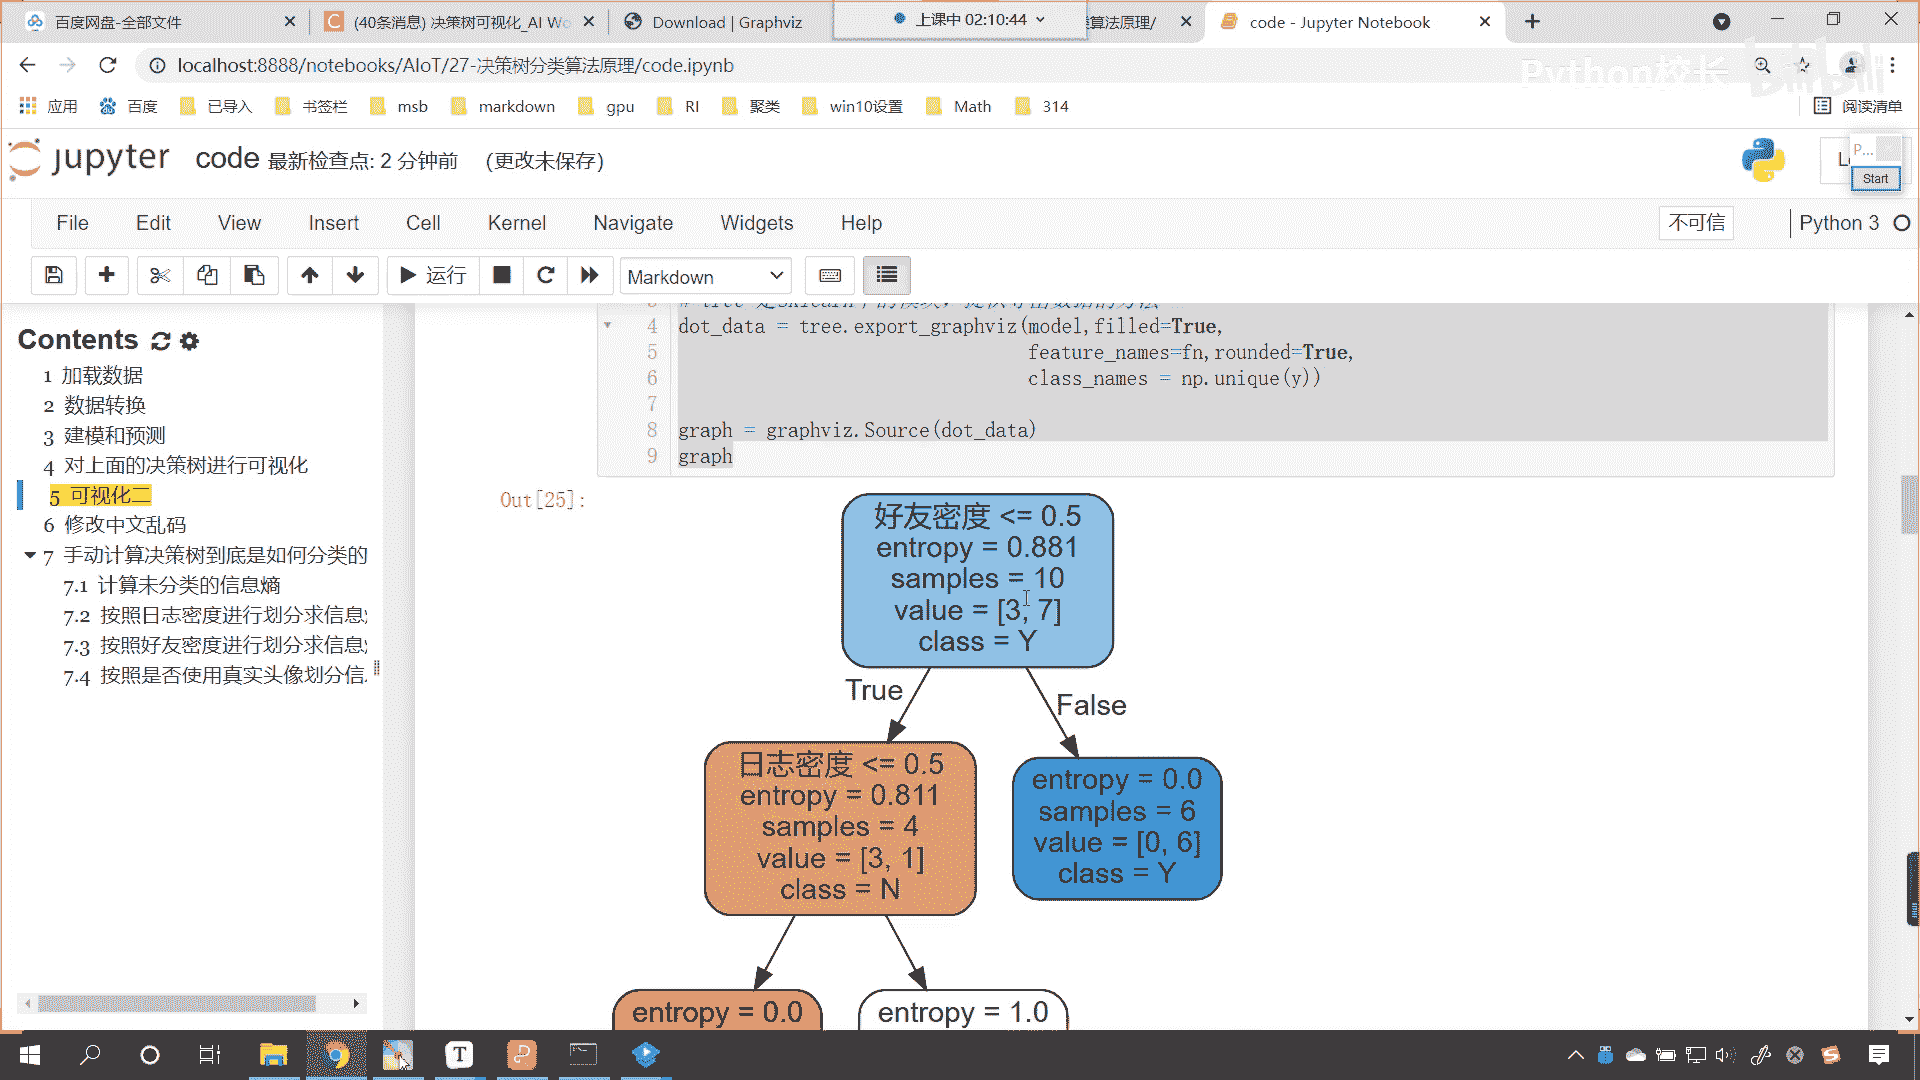 百度网盘-全部文件
(40条消息) 决策树可视化_AI Wo
Download | Graphviz
上课中 02:10:44
算法原理/
code - Jupyter Notebook
localhost:8888/notebooks/AIoT/27-决策树分类算法原理/code.ipynb
Python校长
bilibili
应用
百度
已导入
书签栏
msb
markdown
gpu
RI
聚类
win10设置
Math
314
阅读清单
jupyter
code 最新检查点: 2 分钟前 (更改未保存)
P...
Start
File
Edit
View
Insert
Cell
Kernel
Navigate
Widgets
Help
不可信
Python 3
运行
Markdown
Contents
1 加载数据
2 数据转换
3 建模和预测
4 对上面的决策树进行可视化
5 可视化二
6 修改中文乱码
7 手动计算决策树到底是如何分类的
7.1 计算未分类的信息熵
7.2 按照日志密度进行划分求信息
7.3 按照好友密度进行划分求信息
7.4 按照是否使用真实头像划分信
4 dot_data = tree.export_graphviz(model,filled=True,
5 feature_names=fn,rounded=True,
6 class_names = np.unique(y))
7
8 graph = graphviz.Source(dot_data)
9 graph
Out[25]:
好友密度 <= 0.5
entropy = 0.881
samples = 10
value = [3, 7]
class = Y
True
False
日志密度 <= 0.5
entropy = 0.811
samples = 4
value = [3, 1]
class = N
entropy = 0.0
samples = 6
value = [0, 6]
class = Y
entropy = 0.0
entropy = 1.0